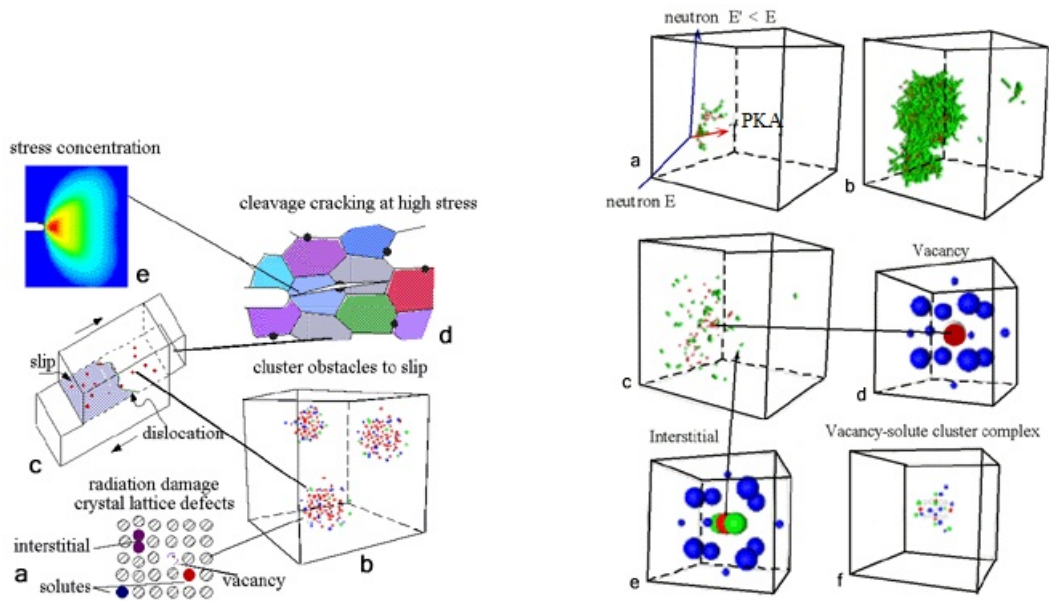 stress concentration
e
cleavage cracking at high stress
d
slip
dislocation
c
cluster obstacles to slip
b
radiation damage
crystal lattice defects
interstitial
a
vacancy
solutes
neutron E' < E
PKA
a
neutron E
b
c
Vacancy
d
Interstitial
e
Vacancy-solute cluster complex
f